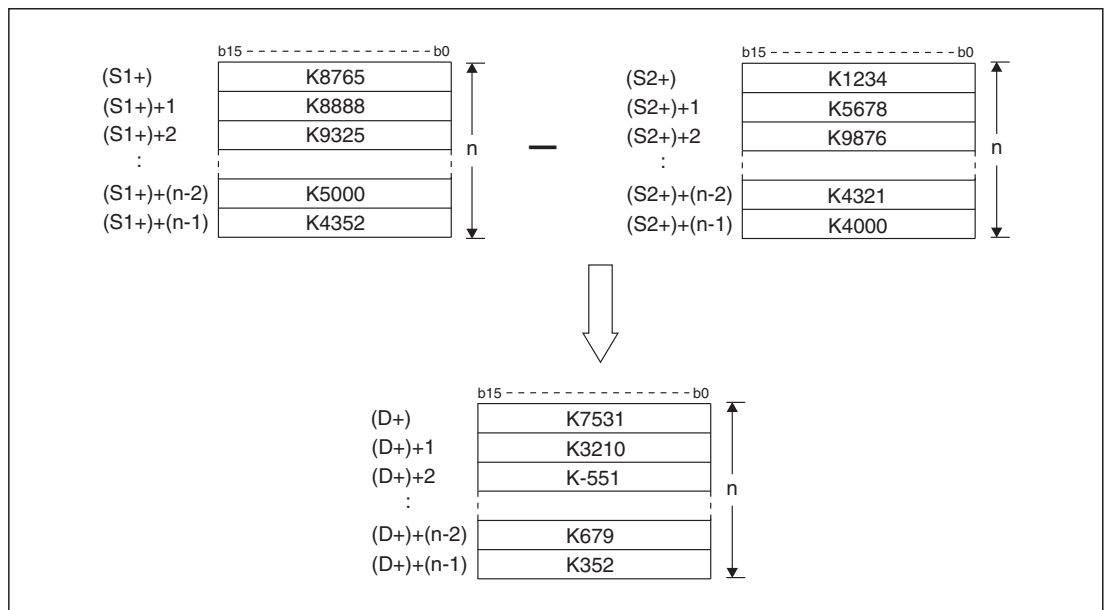 b15 - - - - - - - - - - - - - - - - - - b0
(S1+) K8765
(S1+)+1 K8888
(S1+)+2 K9325
:
(S1+)+(n-2) K5000
(S1+)+(n-1) K4352
n
—
b15 - - - - - - - - - - - - - - - - - - b0
(S2+) K1234
(S2+)+1 K5678
(S2+)+2 K9876
:
(S2+)+(n-2) K4321
(S2+)+(n-1) K4000
n
b15 - - - - - - - - - - - - - - - - - - b0
(D+) K7531
(D+)+1 K3210
(D+)+2 K-551
:
(D+)+(n-2) K679
(D+)+(n-1) K352
n